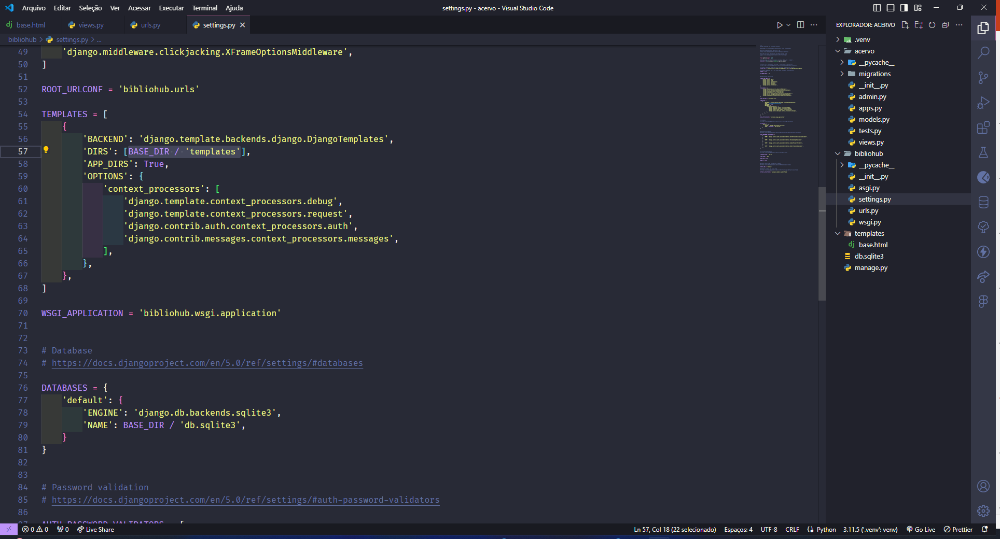 Arquivo Editar Seleção Ver Acessar Executar Terminal Ajuda
settings.py - acervo - Visual Studio Code
base.html views.py urls.py settings.py
bibliohub > settings.py > ...
49 'django.middleware.clickjacking.XFrameOptionsMiddleware',
50 ]
51
52 ROOT_URLCONF = 'bibliohub.urls'
53
54 TEMPLATES = [
55 {
56 'BACKEND': 'django.template.backends.django.DjangoTemplates',
57 'DIRS': [BASE_DIR / 'templates'],
58 'APP_DIRS': True,
59 'OPTIONS': {
60 'context_processors': [
61 'django.template.context_processors.debug',
62 'django.template.context_processors.request',
63 'django.contrib.auth.context_processors.auth',
64 'django.contrib.messages.context_processors.messages',
65 ],
66 },
67 },
68 ]
69
70 WSGI_APPLICATION = 'bibliohub.wsgi.application'
71
72
73 # Database
74 # https://docs.djangoproject.com/en/5.0/ref/settings/#databases
75
76 DATABASES = {
77 'default': {
78 'ENGINE': 'django.db.backends.sqlite3',
79 'NAME': BASE_DIR / 'db.sqlite3',
80 }
81 }
82
83
84 # Password validation
85 # https://docs.djangoproject.com/en/5.0/ref/settings/#auth-password-validators
86
87 AUTH_PASSWORD_VALIDATORS = [
EXPLORADOR: ACERVO
.venv
acervo
__pycache__
migrations
__init__.py
admin.py
apps.py
models.py
tests.py
views.py
bibliohub
__pycache__
__init__.py
asgi.py
settings.py
urls.py
wsgi.py
templates
base.html
db.sqlite3
manage.py
0 0 0 Live Share
Ln 57, Col 18 (22 selecionado) Espaços: 4 UTF-8 CRLF Python 3.11.5 ('.venv': venv) Go Live Prettier